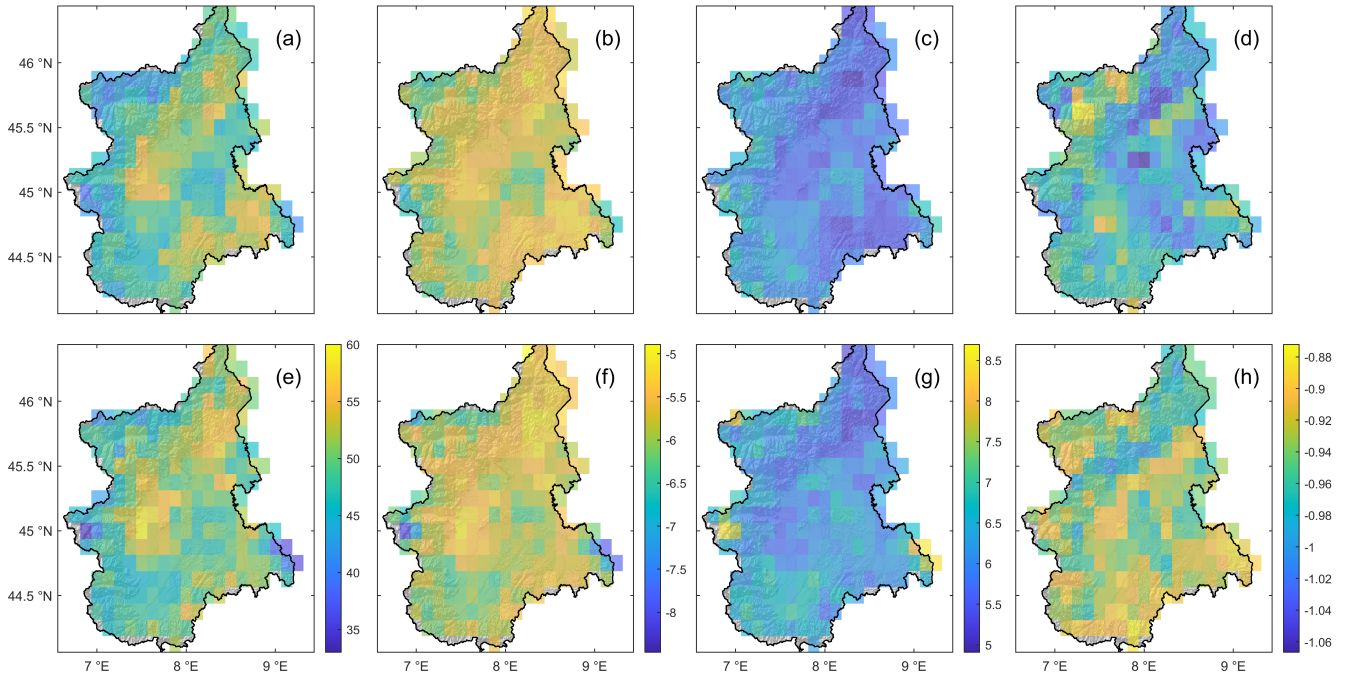 (a) (b) (c) (d)
46 °N
45.5 °N
45 °N
44.5 °N
(e) (f) (g) (h)
60 -5 8.5 -0.88
55 -5.5 8 -0.9
50 -6 7.5 -0.92
45 -6.5 7 -0.94
40 -7 6.5 -0.96
35 -7.5 6 -0.98
-8 5.5 -1
5 -1.02
-1.04
-1.06
46 °N
45.5 °N
45 °N
44.5 °N
7 °E 8 °E 9 °E 7 °E 8 °E 9 °E 7 °E 8 °E 9 °E 7 °E 8 °E 9 °E